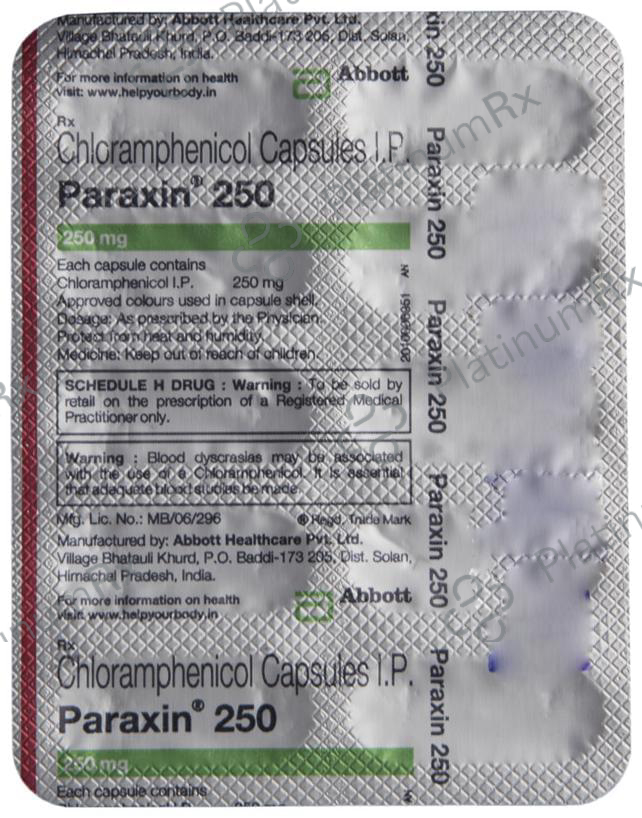 Manufactured by: Abbott Healthcare Pvt. Ltd.
Village Bhatauli Khurd, P.O. Baddi-173 205, Dist. Solan,
Himachal Pradesh, India.
For more information on health
visit: www.helpyourbody.in
Abbott
Rx
Chloramphenicol Capsules I.P.
Paraxin® 250
250 mg
Each capsule contains
Chloramphenicol I.P. 250 mg
Approved colours used in capsule shell.
Dosage: As prescribed by the Physician.
Protect from heat and humidity.
Medicine: Keep out of reach of children.
SCHEDULE H DRUG : Warning : To be sold by
retail on the prescription of a Registered Medical
Practitioner only.
Warning : Blood dyscrasias may be associated
with the use of a Chloramphenicol. It is essential
that adequate blood studies be made.
Mfg. Lic. No.: MB/06/296 ® Regd. Trade Mark
Manufactured by: Abbott Healthcare Pvt. Ltd.
Village Bhatauli Khurd, P.O. Baddi-173 205, Dist. Solan,
Himachal Pradesh, India.
For more information on health
visit: www.helpyourbody.in
Abbott
Rx
Chloramphenicol Capsules I.P.
Paraxin® 250
250 mg
Each capsule contains
xin 250
Paraxin 250
Paraxin 250
Paraxin 250
Paraxin 250
PlatinumRx
PlatinumRx